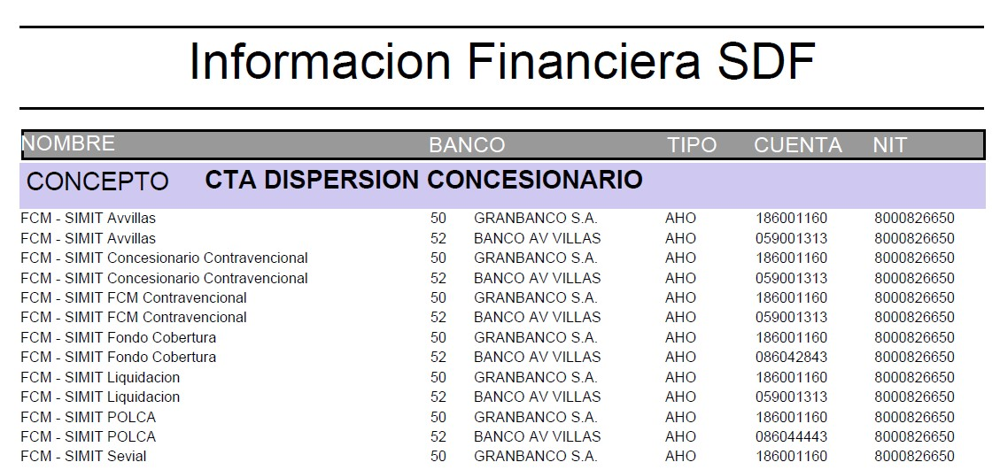 Informacion Financiera SDF
NOMBRE BANCO TIPO CUENTA NIT
CONCEPTO CTA DISPERSION CONCESIONARIO
FCM - SIMIT Avvillas 50 GRANBANCO S.A. AHO 186001160 8000826650
FCM - SIMIT Avvillas 52 BANCO AV VILLAS AHO 059001313 8000826650
FCM - SIMIT Concesionario Contravencional 50 GRANBANCO S.A. AHO 186001160 8000826650
FCM - SIMIT Concesionario Contravencional 52 BANCO AV VILLAS AHO 059001313 8000826650
FCM - SIMIT FCM Contravencional 50 GRANBANCO S.A. AHO 186001160 8000826650
FCM - SIMIT FCM Contravencional 52 BANCO AV VILLAS AHO 059001313 8000826650
FCM - SIMIT Fondo Cobertura 50 GRANBANCO S.A. AHO 186001160 8000826650
FCM - SIMIT Fondo Cobertura 52 BANCO AV VILLAS AHO 086042843 8000826650
FCM - SIMIT Liquidacion 50 GRANBANCO S.A. AHO 186001160 8000826650
FCM - SIMIT Liquidacion 52 BANCO AV VILLAS AHO 059001313 8000826650
FCM - SIMIT POLCA 50 GRANBANCO S.A. AHO 186001160 8000826650
FCM - SIMIT POLCA 52 BANCO AV VILLAS AHO 086044443 8000826650
FCM - SIMIT Sevial 50 GRANBANCO S.A. AHO 186001160 8000826650